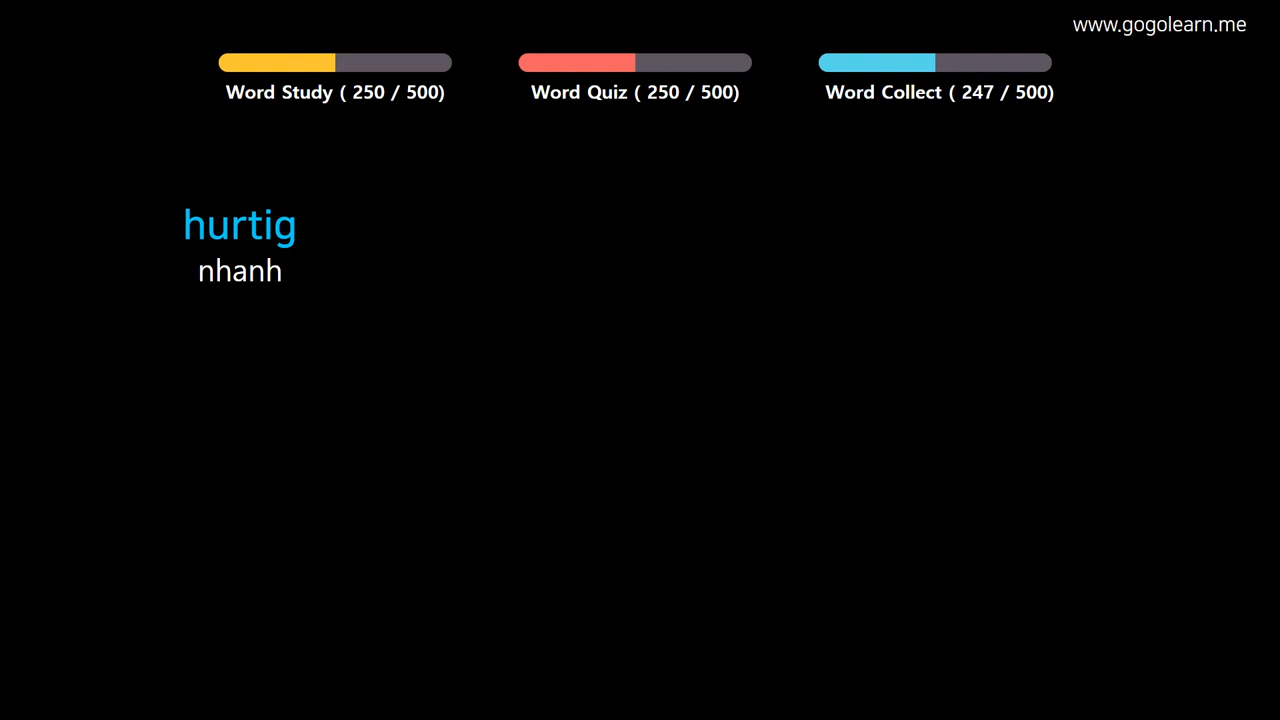 www.gogolearn.me
Word Study ( 250 / 500)
Word Quiz ( 250 / 500)
Word Collect ( 247 / 500)
hurtig
nhanh